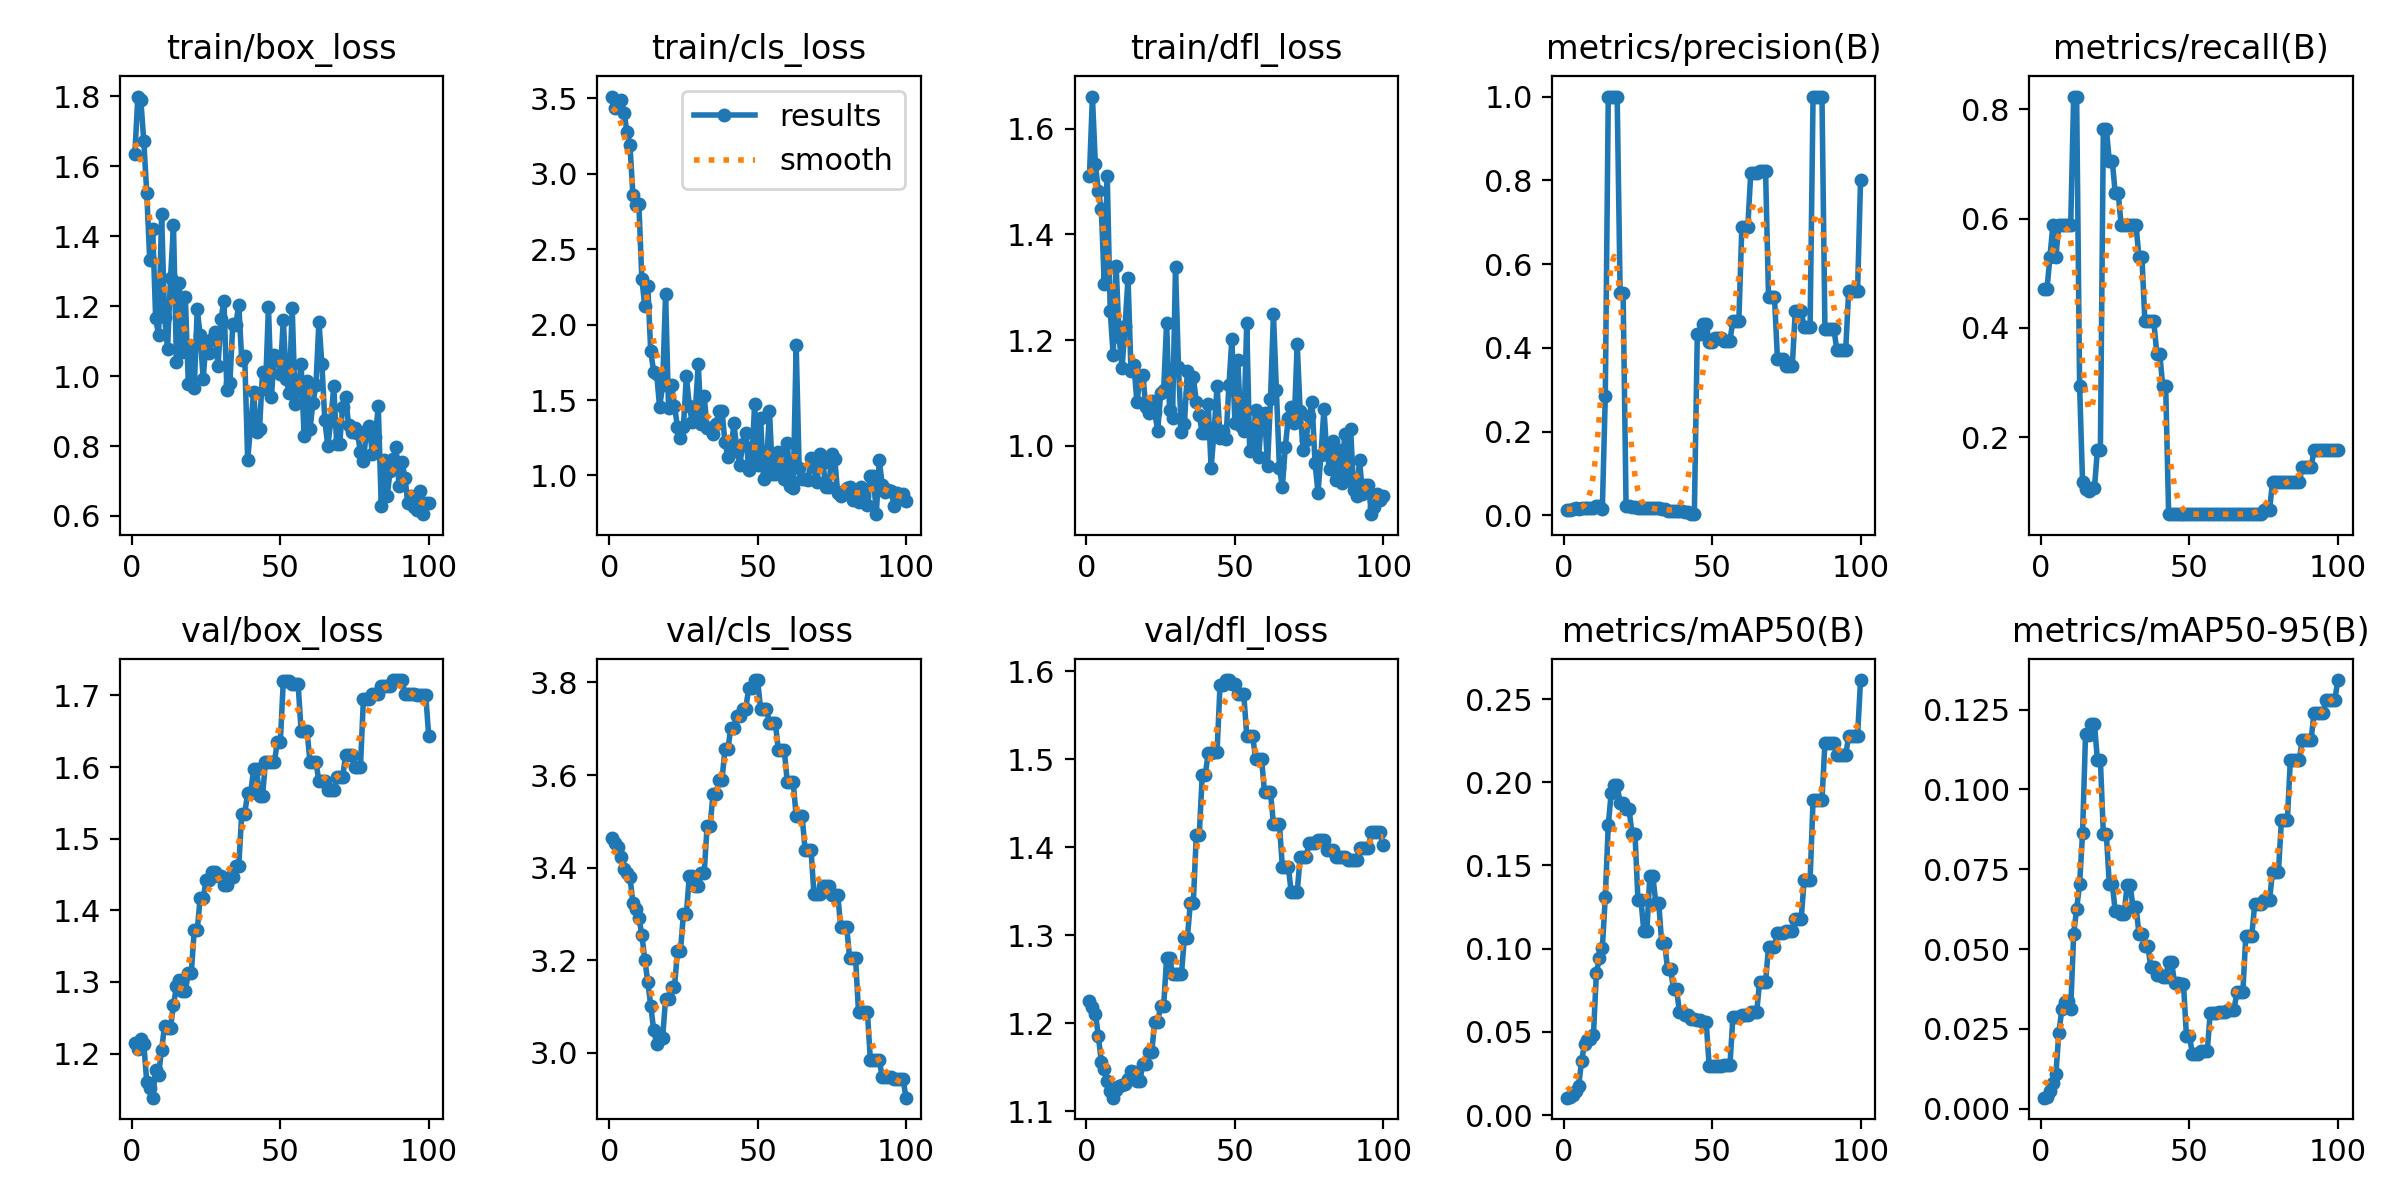 train/box_loss
1.8
1.6
1.4
1.2
1.0
0.8
0.6
0 50 100
train/cls_loss
results
smooth
3.5
3.0
2.5
2.0
1.5
1.0
0 50 100
train/dfl_loss
1.6
1.4
1.2
1.0
0 50 100
metrics/precision(B)
1.0
0.8
0.6
0.4
0.2
0.0
0 50 100
metrics/recall(B)
0.8
0.6
0.4
0.2
0 50 100
val/box_loss
1.7
1.6
1.5
1.4
1.3
1.2
0 50 100
val/cls_loss
3.8
3.6
3.4
3.2
3.0
0 50 100
val/dfl_loss
1.6
1.5
1.4
1.3
1.2
1.1
0 50 100
metrics/mAP50(B)
0.25
0.20
0.15
0.10
0.05
0.00
0 50 100
metrics/mAP50-95(B)
0.125
0.100
0.075
0.050
0.025
0.000
0 50 100